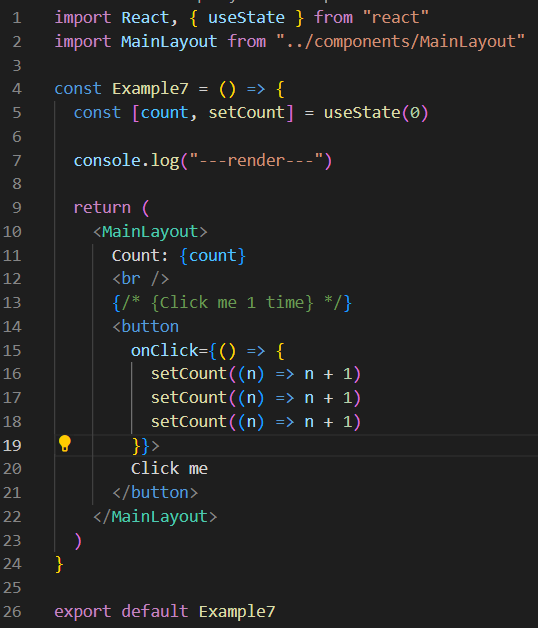 1 import React, { useState } from "react"
2 import MainLayout from "../components/MainLayout"
3
4 const Example7 = () => {
5   const [count, setCount] = useState(0)
6
7   console.log("---render---")
8
9   return (
10     <MainLayout>
11       Count: {count}
12       <br />
13       {/* {Click me 1 time} */}
14       <button
15         onClick={() => {
16           setCount((n) => n + 1)
17           setCount((n) => n + 1)
18           setCount((n) => n + 1)
19         }}>
20         Click me
21       </button>
22     </MainLayout>
23   )
24 }
25
26 export default Example7